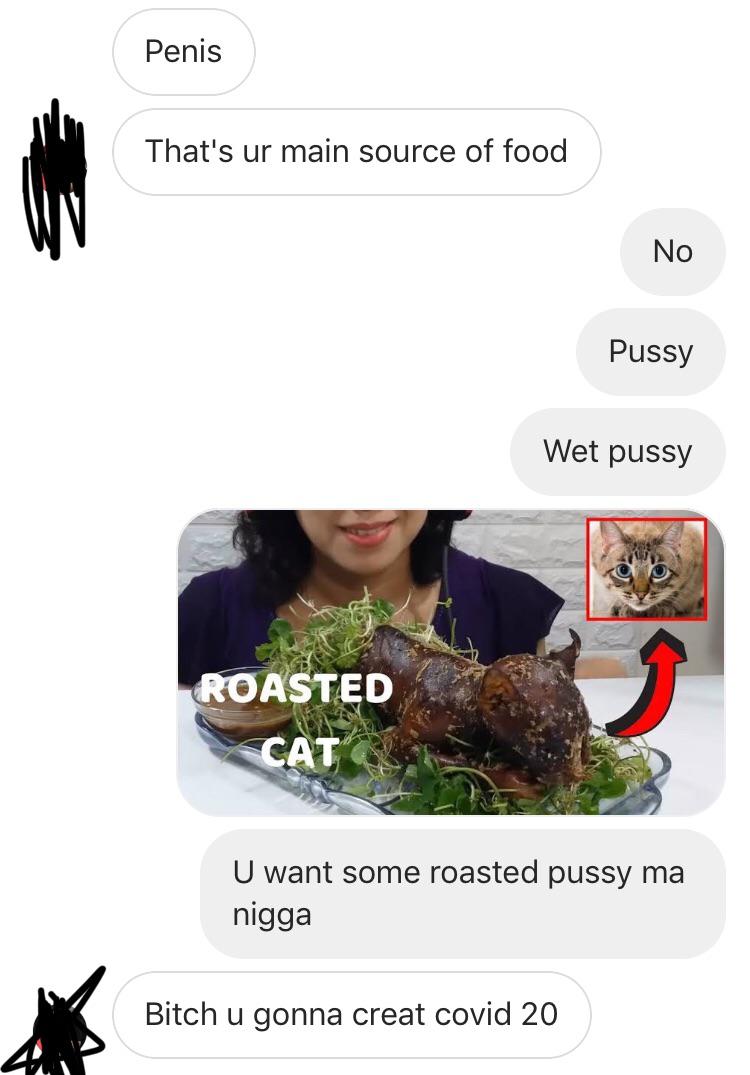 Penis
That's ur main source of food
No
Pussy
Wet pussy
ROASTED
CAT
U want some roasted pussy ma
nigga
Bitch u gonna creat covid 20